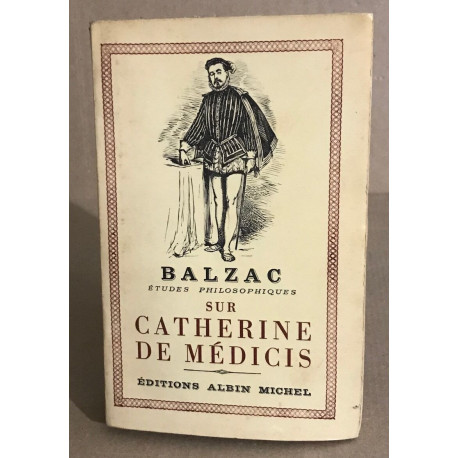 BALZAC
ÉTUDES PHILOSOPHIQUES
SUR
CATHERINE
DE MÉDICIS
ÉDITIONS ALBIN MICHEL